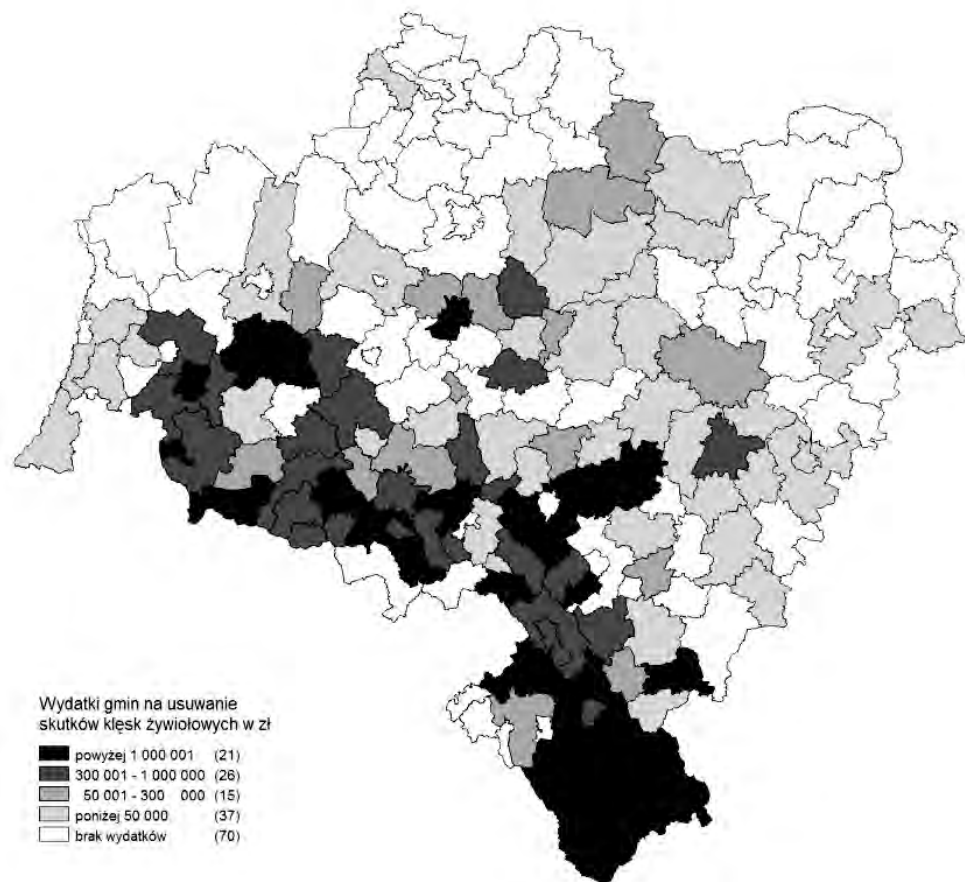 Wydatki gmin na usuwanie
skutków klęsk żywiołowych w zł
powyżej 1 000 001 (21)
300 001 - 1 000 000 (26)
50 001 - 300 000 (15)
poniżej 50 000 (37)
brak wydatków (70)